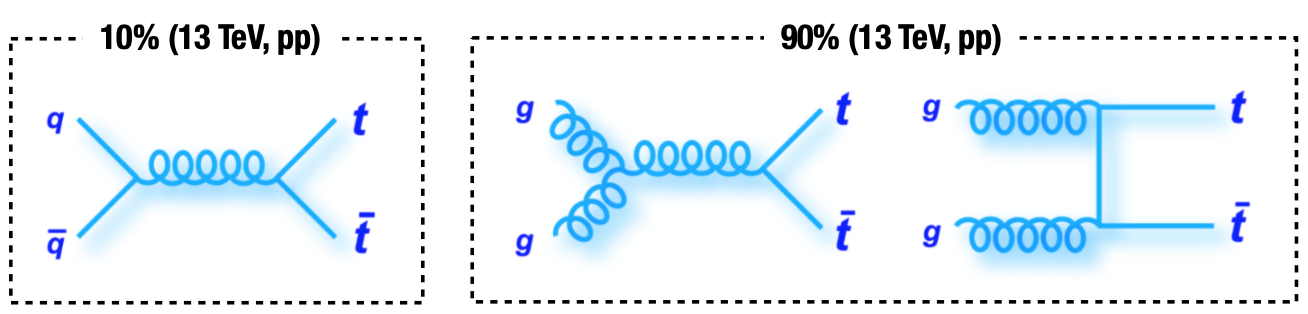 10% (13 TeV, pp)
q
q̅
t
t̅
90% (13 TeV, pp)
g
g
t
t̅
g
g
t
t̅